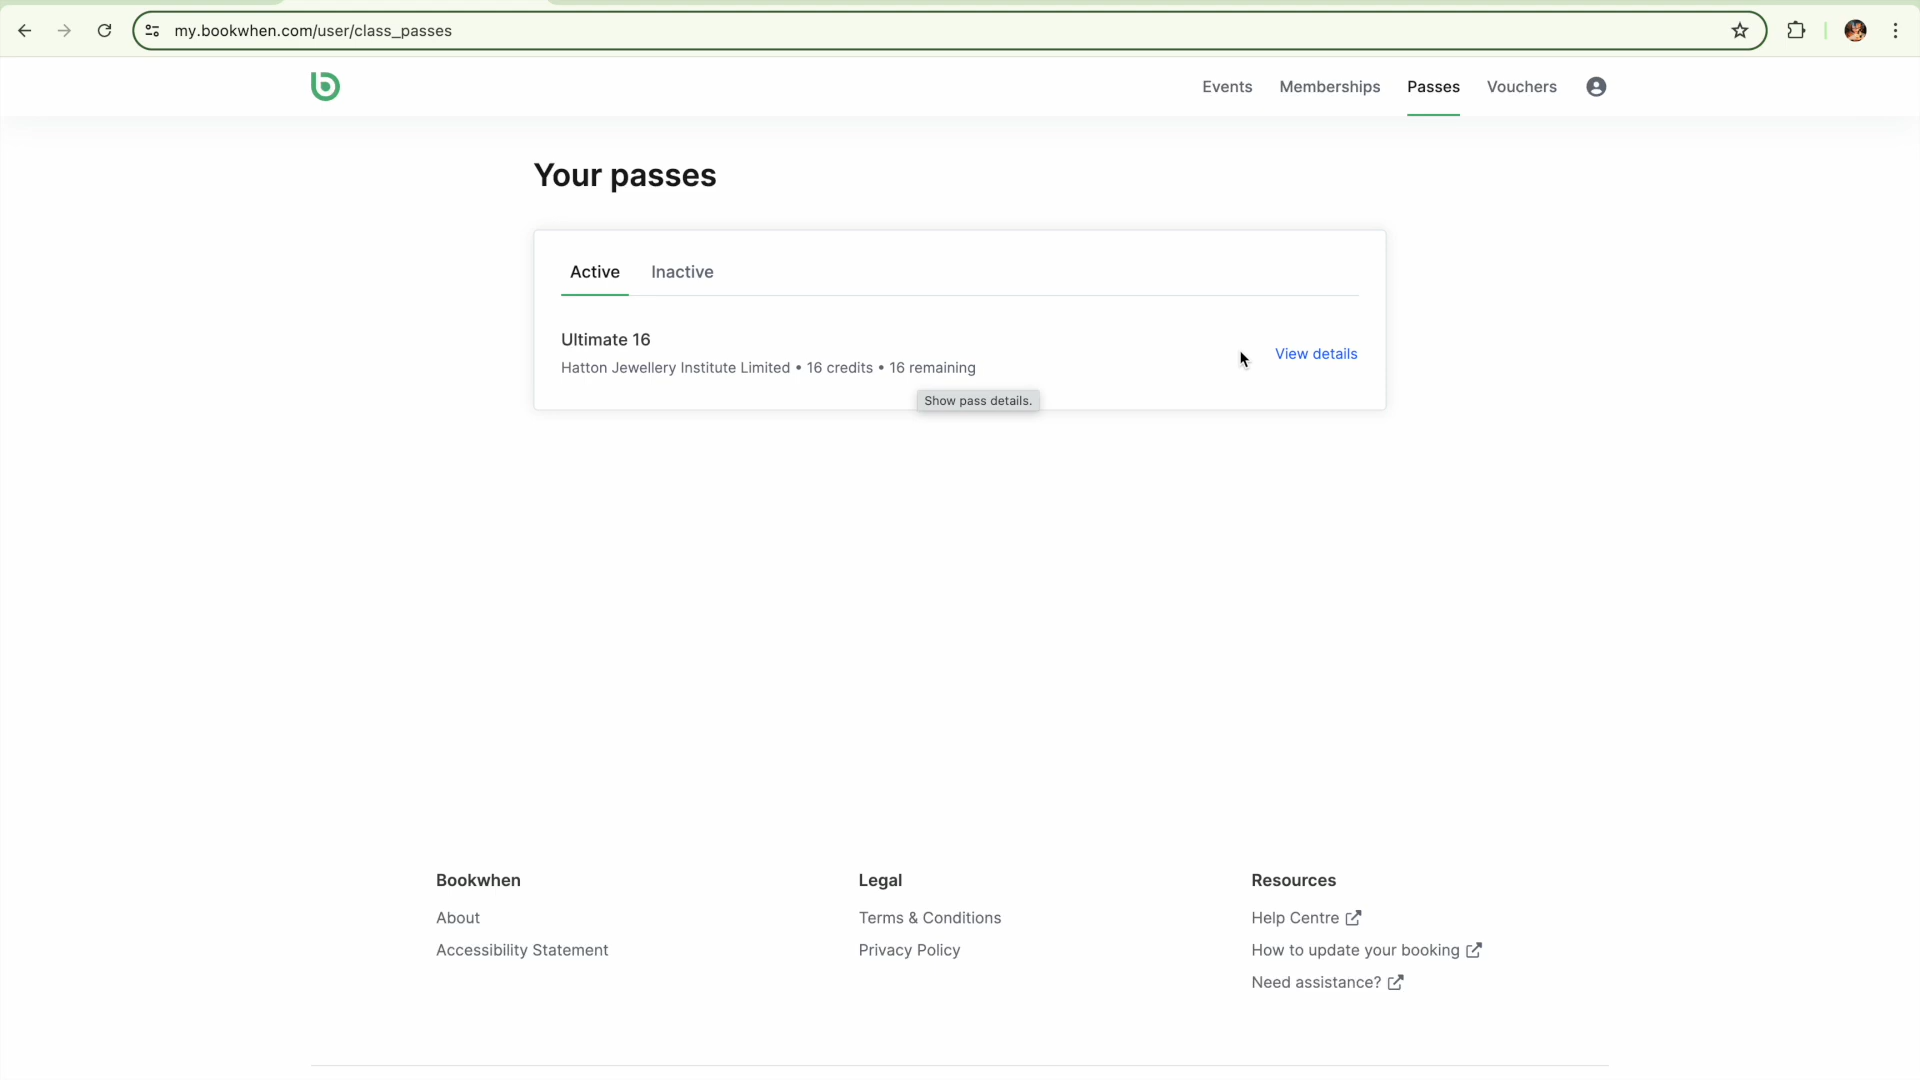 my.bookwhen.com/user/class_passes
Events Memberships Passes Vouchers
Your passes
Active Inactive
Ultimate 16
Hatton Jewellery Institute Limited • 16 credits • 16 remaining
View details
Show pass details.
Bookwhen
About
Accessibility Statement
Legal
Terms & Conditions
Privacy Policy
Resources
Help Centre
How to update your booking
Need assistance?